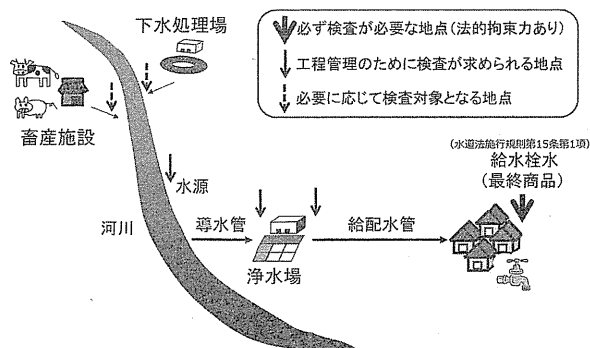 下水処理場
畜産施設
必ず検査が必要な地点(法的拘束力あり)
工程管理のために検査が求められる地点
必要に応じて検査対象となる地点
(水道法施行規則第15条第1項)
給水栓水
(最終商品)
水源
河川
導水管
給配水管
浄水場